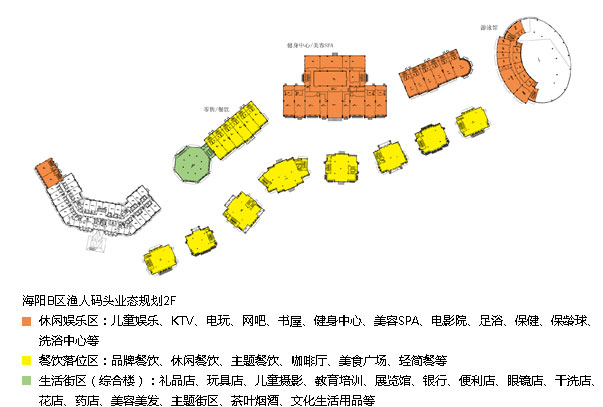 游泳馆
健身中心/美容SPA
零售/餐饮
海阳B区渔人码头业态规划2F
休闲娱乐区：儿童娱乐、KTV、电玩、网吧、书屋、健身中心、美容SPA、电影院、足浴、保健、保龄球、
洗浴中心等
餐饮落位区：品牌餐饮、休闲餐饮、主题餐饮、咖啡厅、美食广场、轻简餐等
生活街区（综合楼）：礼品店、玩具店、儿童摄影、教育培训、展览馆、银行、便利店、眼镜店、干洗店、
花店、药店、美容美发、主题街区、茶叶烟酒、文化生活用品等